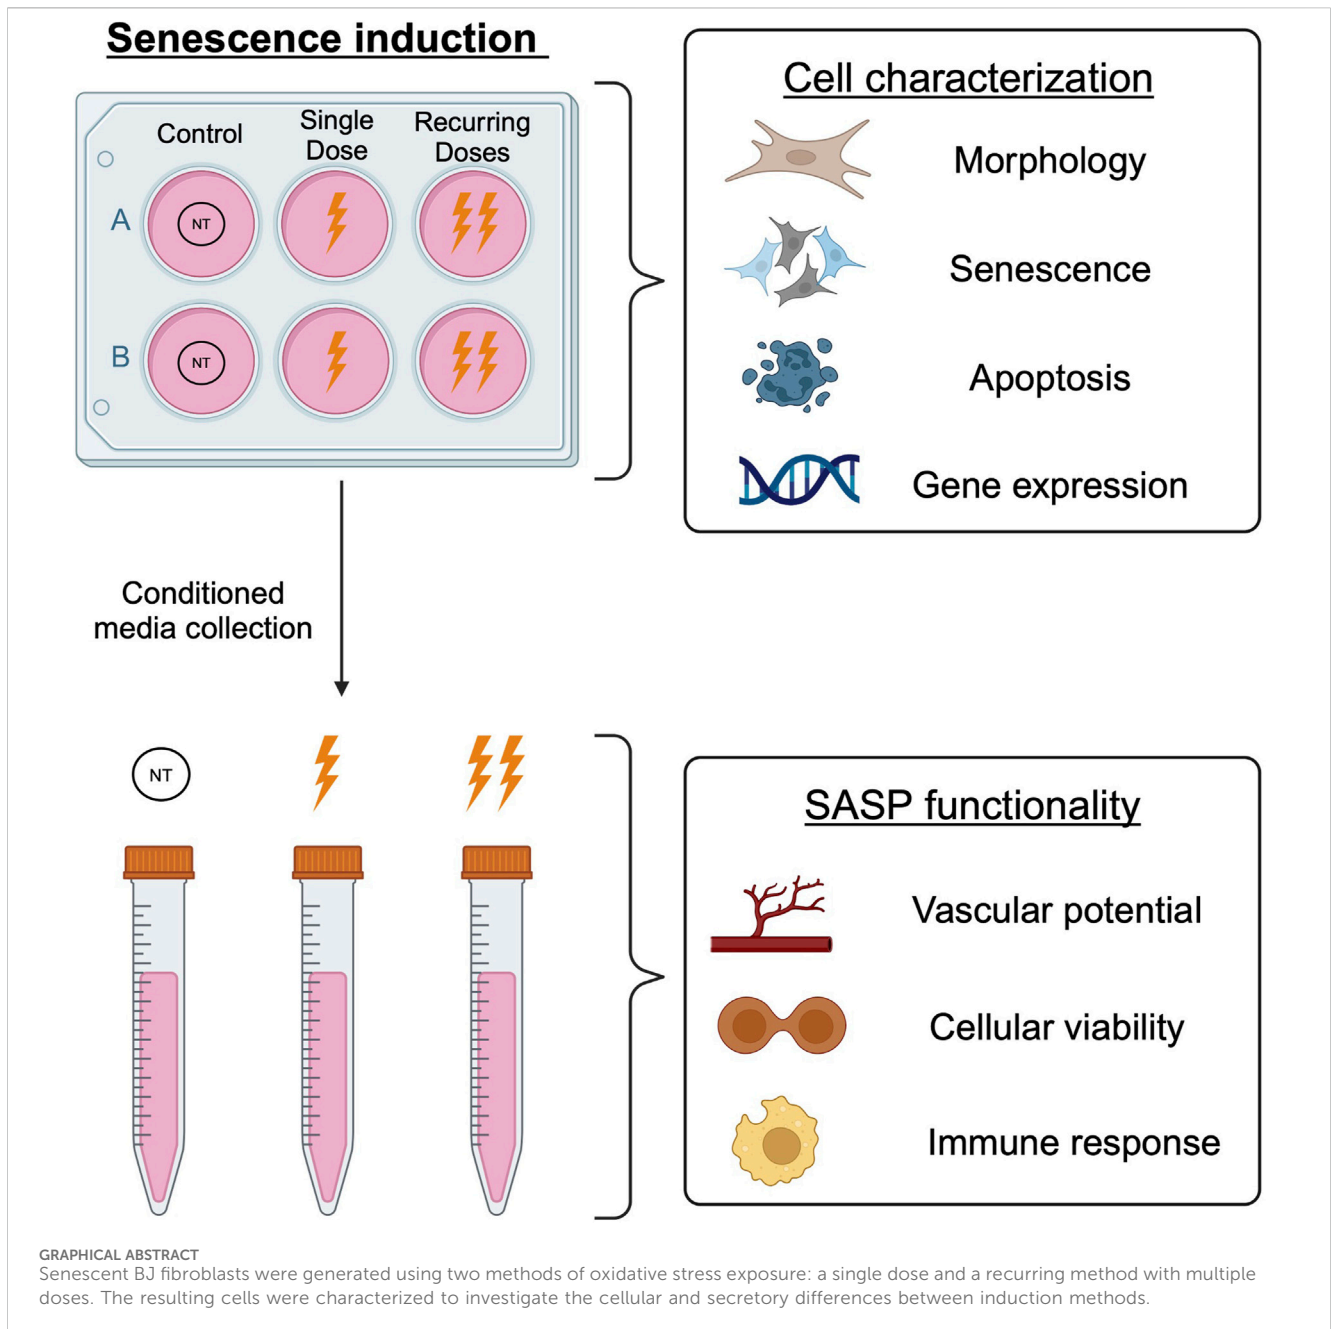 Senescence induction
Control
Single
Dose
Recurring
Doses
A
NT
B
NT
Cell characterization
Morphology
Senescence
Apoptosis
Gene expression
Conditioned
media collection
NT
SASP functionality
Vascular potential
Cellular viability
Immune response
GRAPHICAL ABSTRACT
Senescent BJ fibroblasts were generated using two methods of oxidative stress exposure: a single dose and a recurring method with multiple
doses. The resulting cells were characterized to investigate the cellular and secretory differences between induction methods.